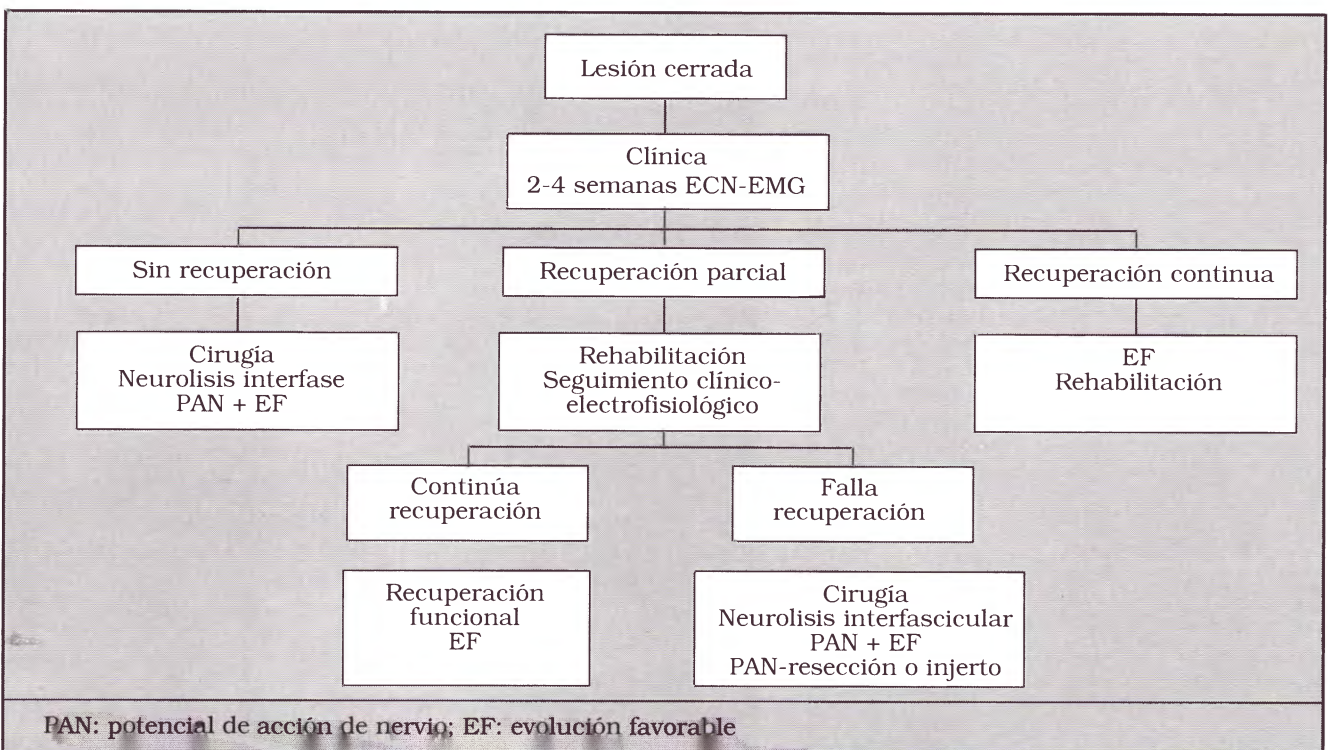 Lesión cerrada
Clínica
2-4 semanas ECN-EMG
Sin recuperación
Recuperación parcial
Recuperación continua
Cirugía
Neurolisis interfase
PAN + EF
Rehabilitación
Seguimiento clínico-
electrofisiológico
EF
Rehabilitación
Continúa
recuperación
Falla
recuperación
Recuperación
funcional
EF
Cirugía
Neurolisis interfascicular
PAN + EF
PAN-resección o injerto
PAN: potencial de acción de nervio; EF: evolución favorable